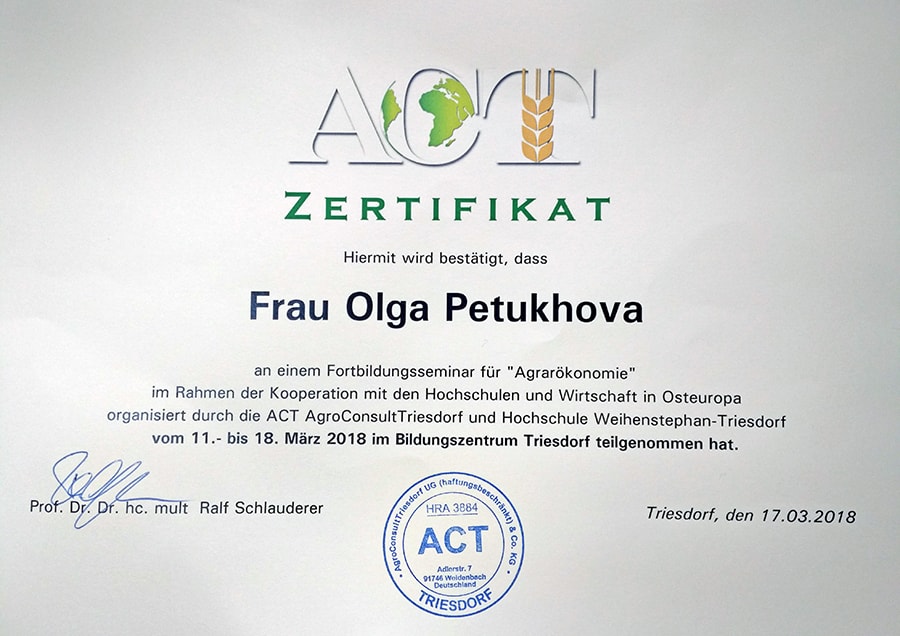 ACT
ZERTIFIKAT
Hiermit wird bestätigt, dass
Frau Olga Petukhova
an einem Fortbildungsseminar für "Agrarökonomie"
im Rahmen der Kooperation mit den Hochschulen und Wirtschaft in Osteuropa
organisiert durch die ACT AgroConsultTriesdorf und Hochschule Weihenstephan-Triesdorf
vom 11.- bis 18. März 2018 im Bildungszentrum Triesdorf teilgenommen hat.
Prof. Dr. Dr. hc. mult Ralf Schlauderer
AgroConsultTriesdorf UG (haftungsbeschränkt) & Co. KG
HRA 3884
ACT
Adlerstr. 7
91746 Weidenbach
Deutschland
TRIESDORF
Triesdorf, den 17.03.2018